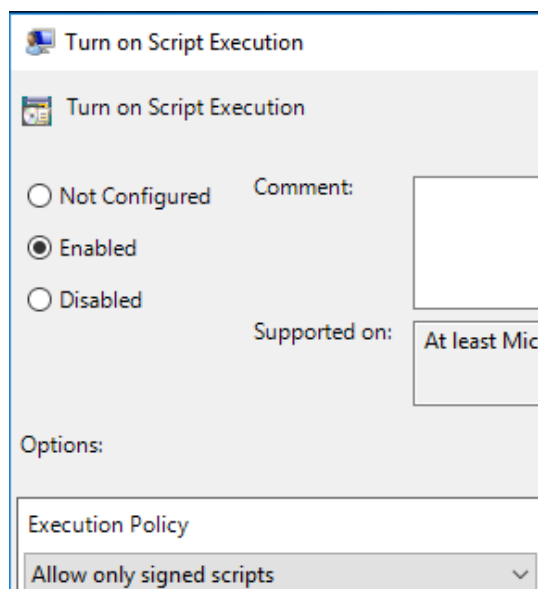 Turn on Script Execution
Turn on Script Execution
Not Configured
Comment:
Enabled
Disabled
Supported on:
At least Mic
Options:
Execution Policy
Allow only signed scripts